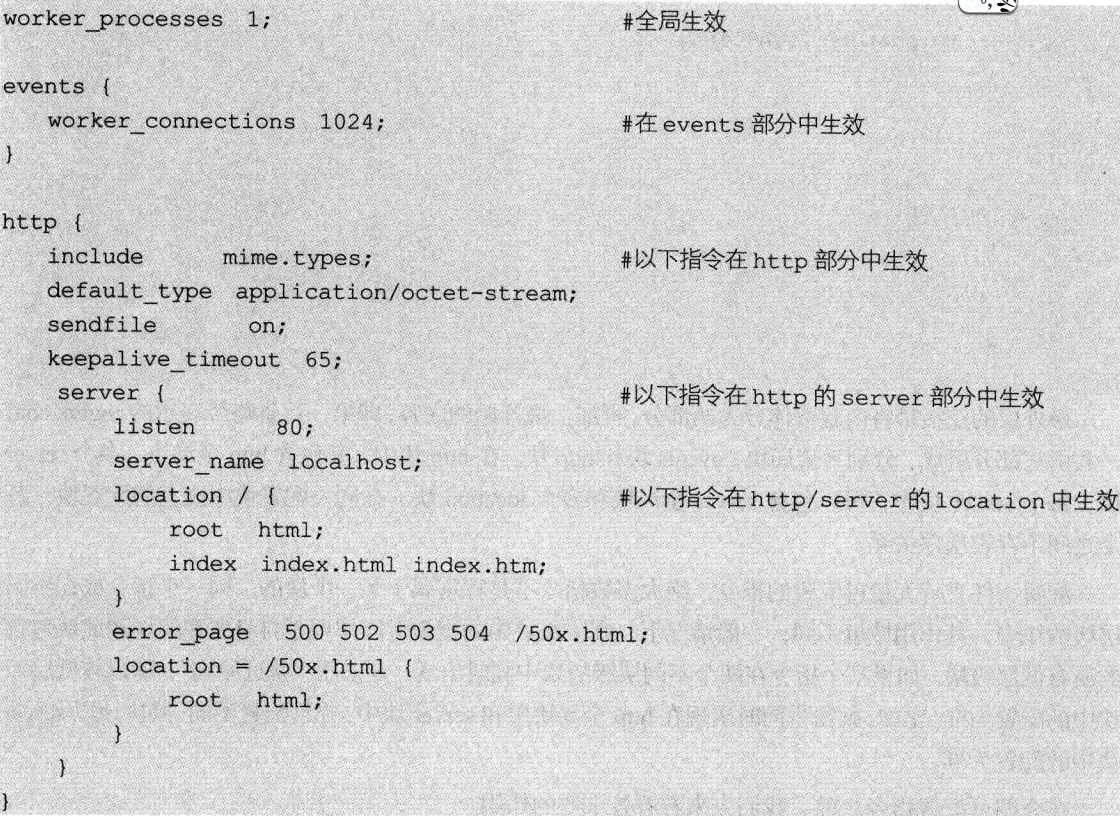 worker_processes 1; #全局生效
events {
worker_connections 1024; #在 events 部分中生效
}
http {
include mime.types; #以下指令在 http 部分中生效
default_type application/octet-stream;
sendfile on;
keepalive_timeout 65;
server { #以下指令在 http 的 server 部分中生效
listen 80;
server_name localhost;
location \ { #以下指令在 http/server 的 location 中生效
root html;
index index.html index.htm;
}
error_page 500 502 503 504 \50x.html;
location = \50x.html {
root html;
}
}
}